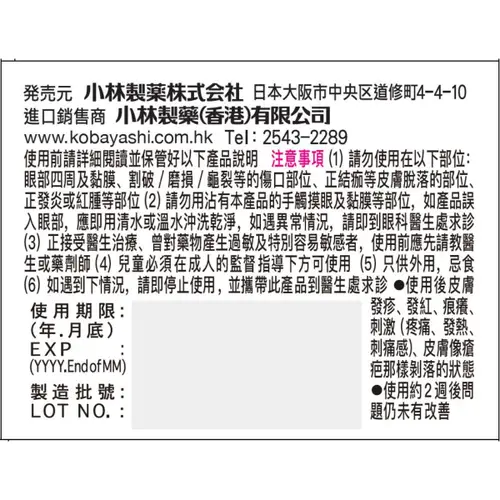 発売元 小林製薬株式会社 日本大阪市中央区道修町4-4-10
進口銷售商 小林製藥(香港)有限公司
www.kobayashi.com.hk Tel: 2543-2289
使用前請詳細閱讀並保管好以下產品說明 注意事項 (1) 請勿使用在以下部位:
眼部四周及黏膜、割破/磨損/龜裂等的傷口部位、正結痂等皮膚脫落的部位、
正發炎或紅腫等部位 (2) 請勿用沾有本產品的手觸摸眼及黏膜等部位,如產品誤
入眼部,應即用清水或溫水沖洗乾淨,如遇異常情況,請即到眼科醫生處求診
(3) 正接受醫生治療、曾對藥物產生過敏及特別容易敏感者,使用前應先請教醫
生或藥劑師 (4) 兒童必須在成人的監督指導下方可使用 (5) 只供外用,忌食
(6) 如遇到下情況,請即停止使用,並攜帶此產品到醫生處求診 ●使用後皮膚
發疹、發紅、痕癢、
刺激(疼痛、發熱、
刺痛感)、皮膚像瘡
疤那樣剝落的狀態
●使用約2週後問
題仍未有改善
使用期限:
(年.月底)
EXP :
(YYYY.EndofMM)
製造批號:
LOT NO. :